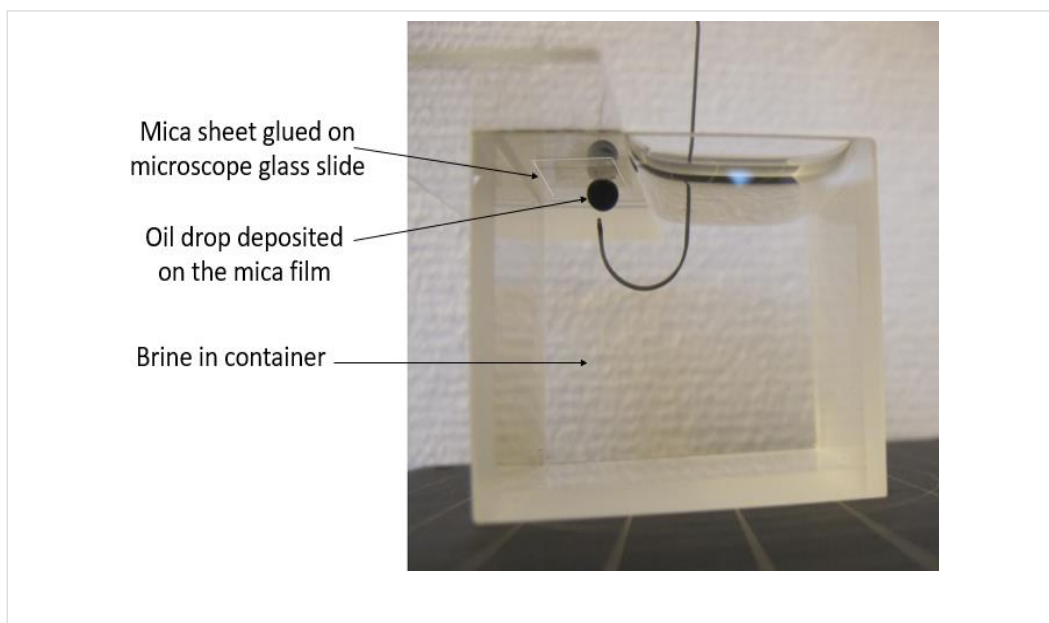 Mica sheet glued on
microscope glass slide
Oil drop deposited
on the mica film
Brine in container